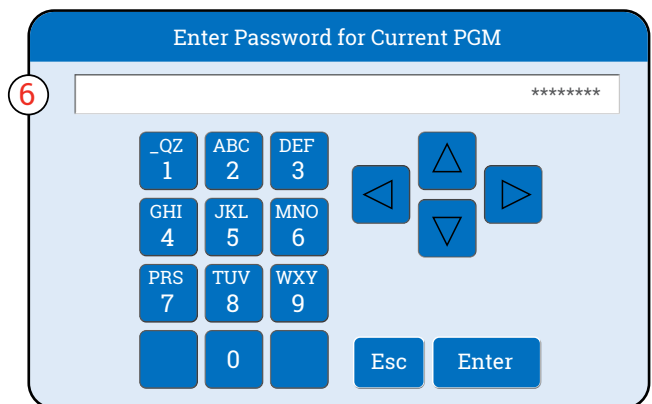 Enter Password for Current PGM
6
********
_QZ ABC DEF
1 2 3
GHI JKL MNO
4 5 6
PRS TUV WXY
7 8 9
0
Esc Enter